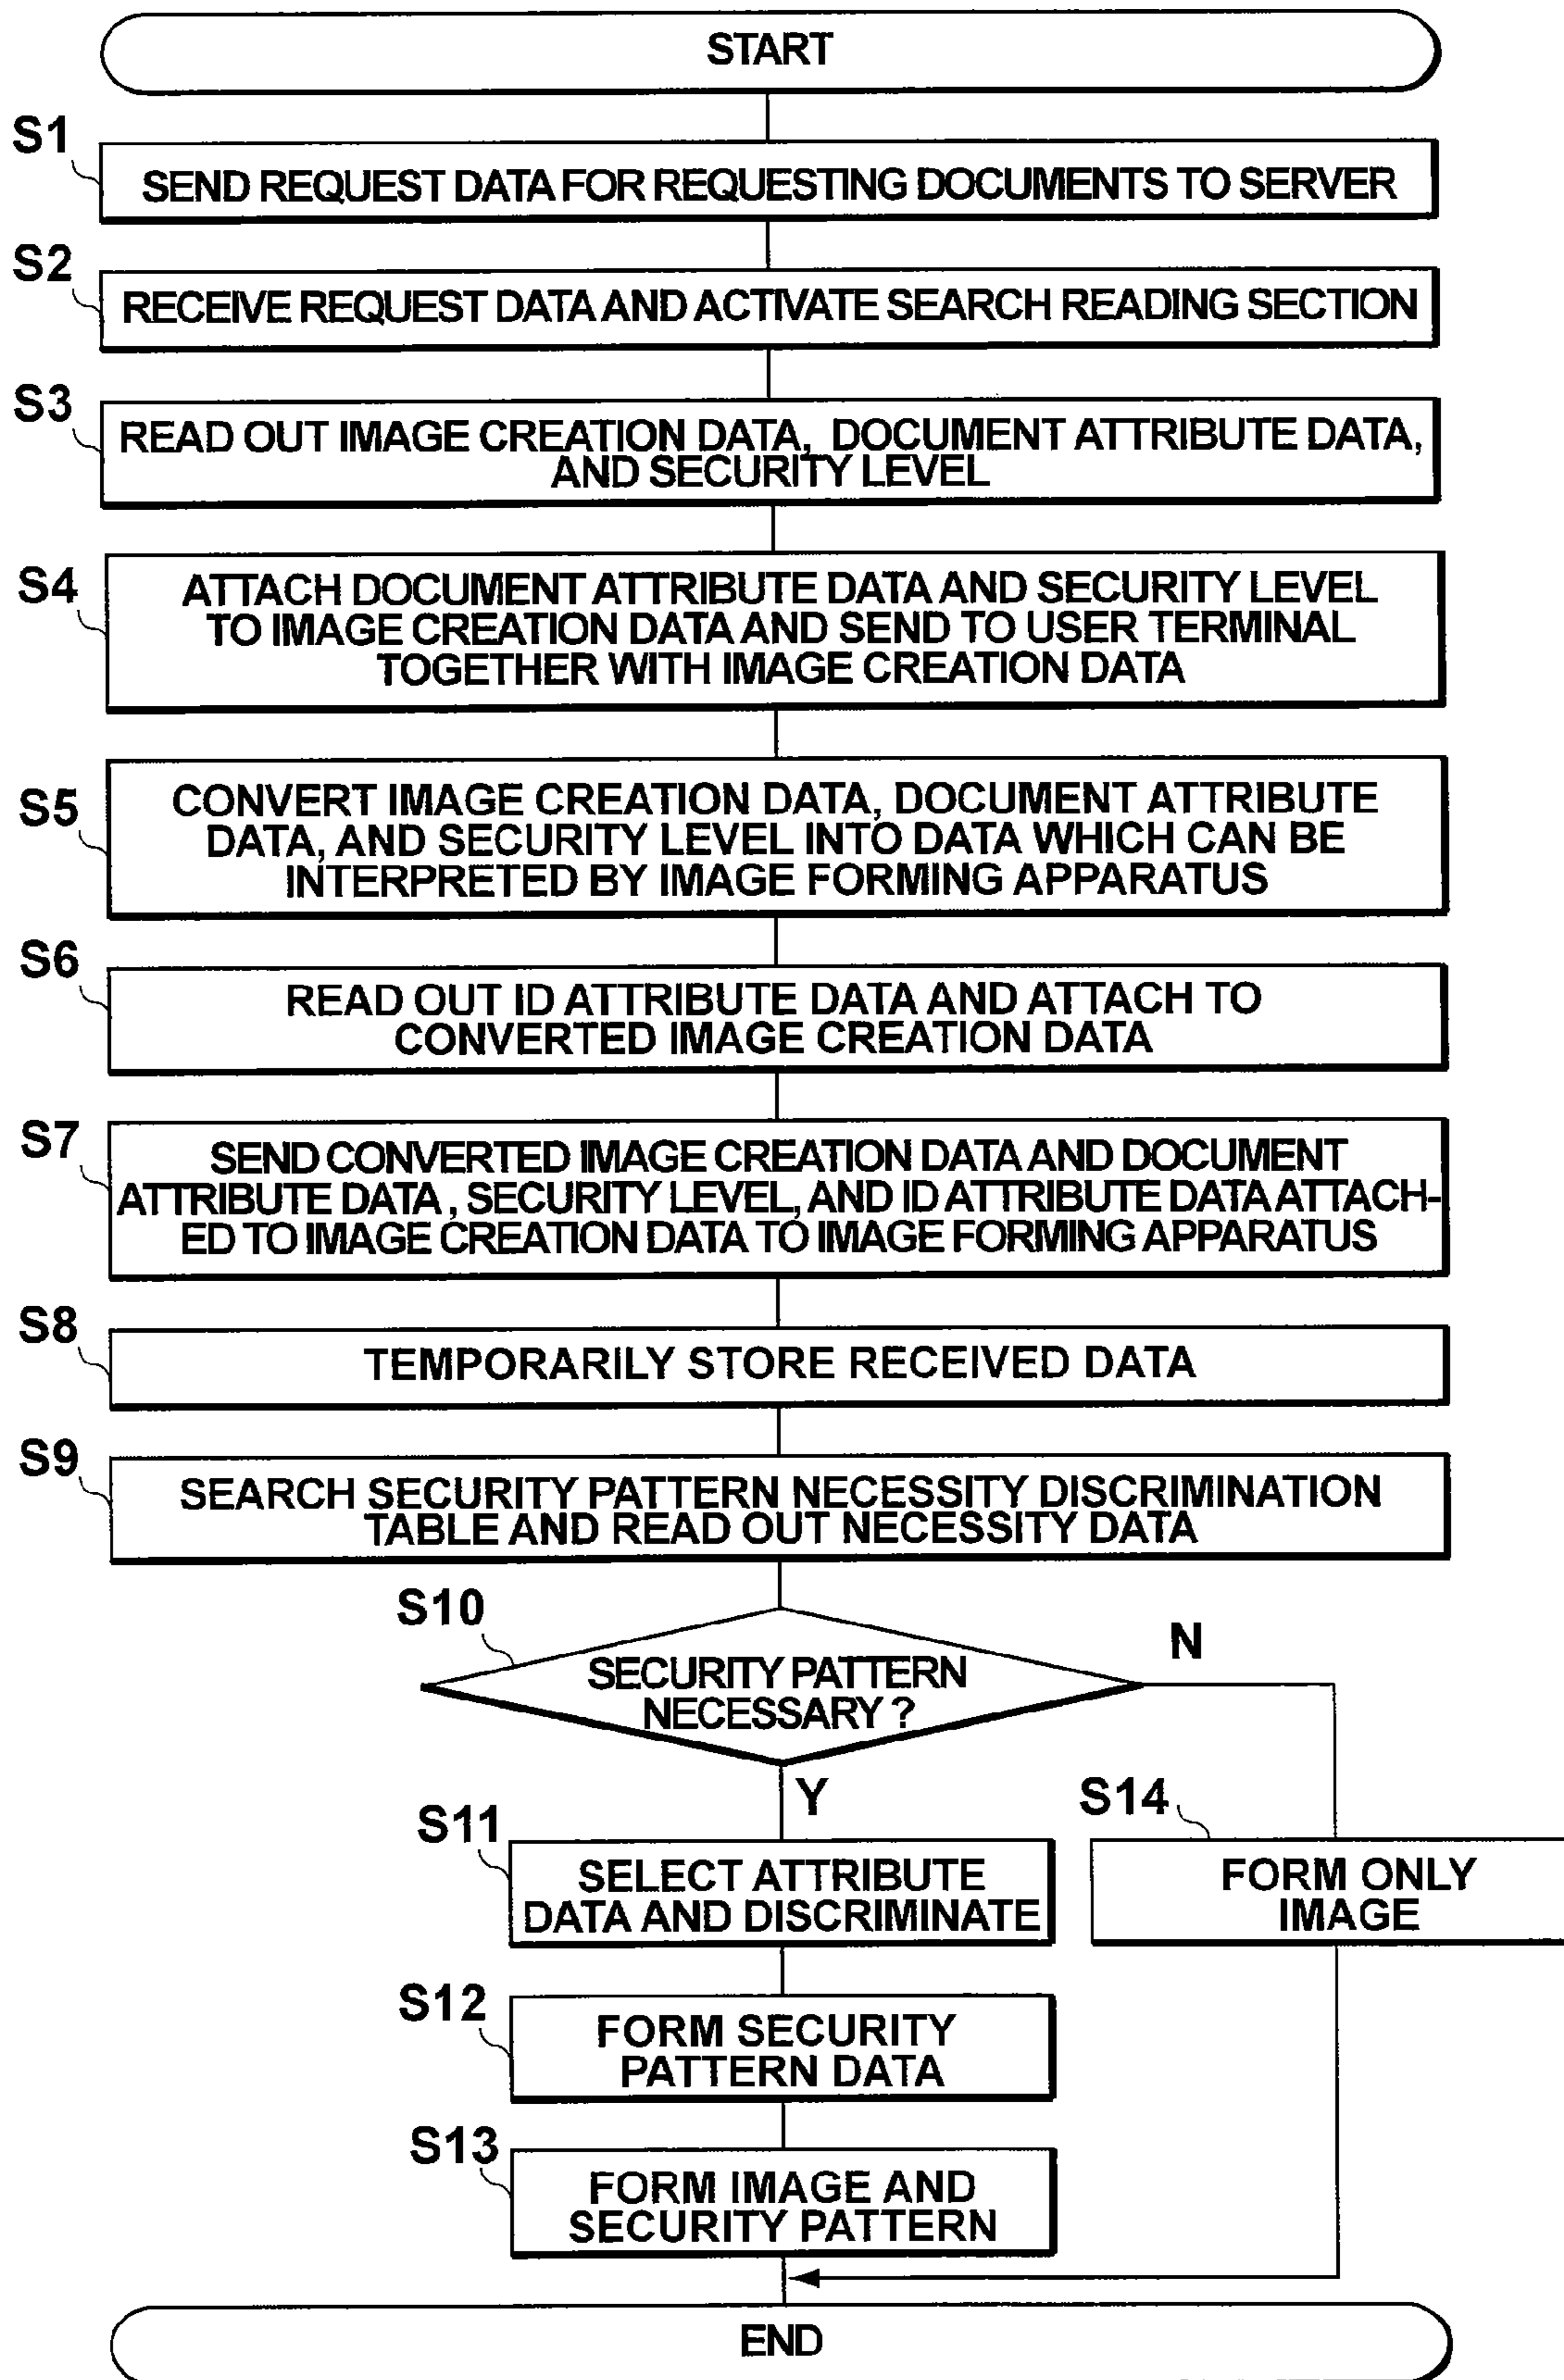 START
S1
SEND REQUEST DATA FOR REQUESTING DOCUMENTS TO SERVER
S2
RECEIVE REQUEST DATA AND ACTIVATE SEARCH READING SECTION
S3
READ OUT IMAGE CREATION DATA, DOCUMENT ATTRIBUTE DATA,
AND SECURITY LEVEL
S4
ATTACH DOCUMENT ATTRIBUTE DATA AND SECURITY LEVEL
TO IMAGE CREATION DATA AND SEND TO USER TERMINAL
TOGETHER WITH IMAGE CREATION DATA
S5
CONVERT IMAGE CREATION DATA, DOCUMENT ATTRIBUTE
DATA, AND SECURITY LEVEL INTO DATA WHICH CAN BE
INTERPRETED BY IMAGE FORMING APPARATUS
S6
READ OUT ID ATTRIBUTE DATA AND ATTACH TO
CONVERTED IMAGE CREATION DATA
S7
SEND CONVERTED IMAGE CREATION DATA AND DOCUMENT
ATTRIBUTE DATA, SECURITY LEVEL, AND ID ATTRIBUTE DATA ATTACH-
ED TO IMAGE CREATION DATA TO IMAGE FORMING APPARATUS
S8
TEMPORARILY STORE RECEIVED DATA
S9
SEARCH SECURITY PATTERN NECESSITY DISCRIMINATION
TABLE AND READ OUT NECESSITY DATA
S10
SECURITY PATTERN
NECESSARY ?
N
Y
S11
SELECT ATTRIBUTE
DATA AND DISCRIMINATE
S14
FORM ONLY
IMAGE
S12
FORM SECURITY
PATTERN DATA
S13
FORM IMAGE AND
SECURITY PATTERN
END